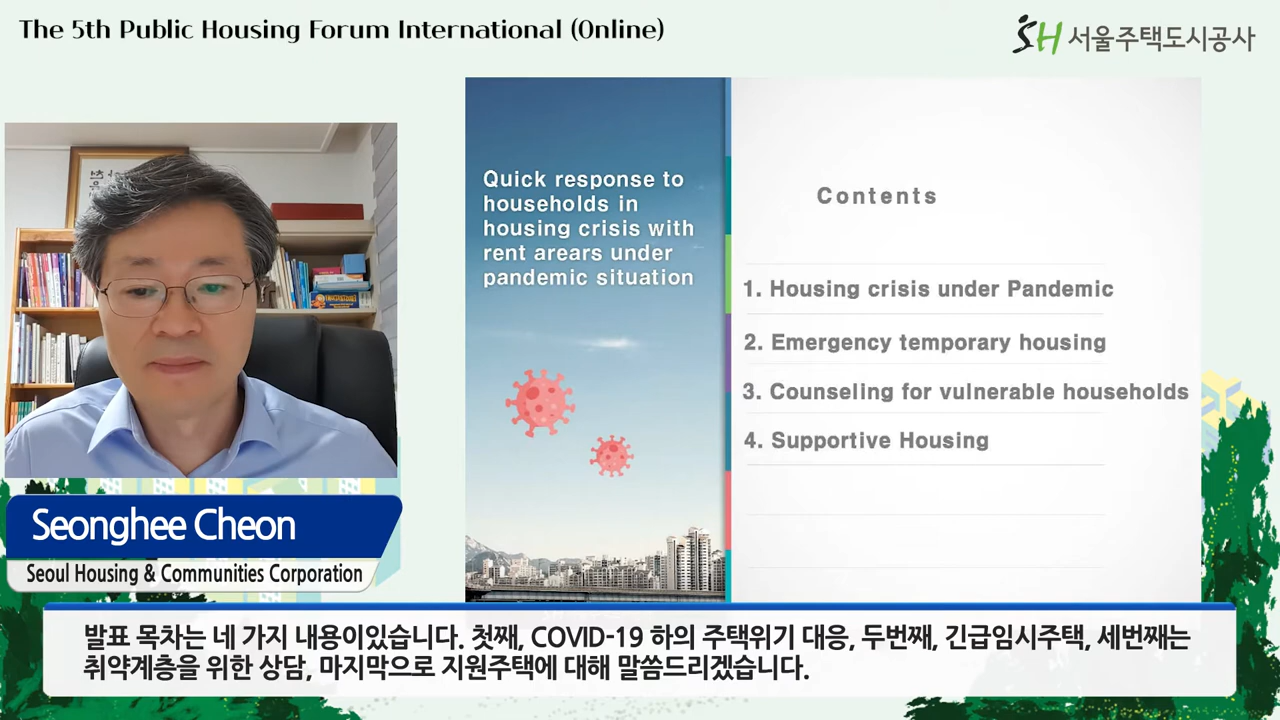 The 5th Public Housing Forum International (Online)
SH 서울주택도시공사
Quick response to
households in
housing crisis with
rent arears under
pandemic situation
Contents
1. Housing crisis under Pandemic
2. Emergency temporary housing
3. Counseling for vulnerable households
4. Supportive Housing
Seonghee Cheon
Seoul Housing & Communities Corporation
발표 목차는 네 가지 내용이있습니다. 첫째, COVID-19 하의 주택위기 대응, 두번째, 긴급임시주택, 세번째는
취약계층을 위한 상담, 마지막으로 지원주택에 대해 말씀드리겠습니다.